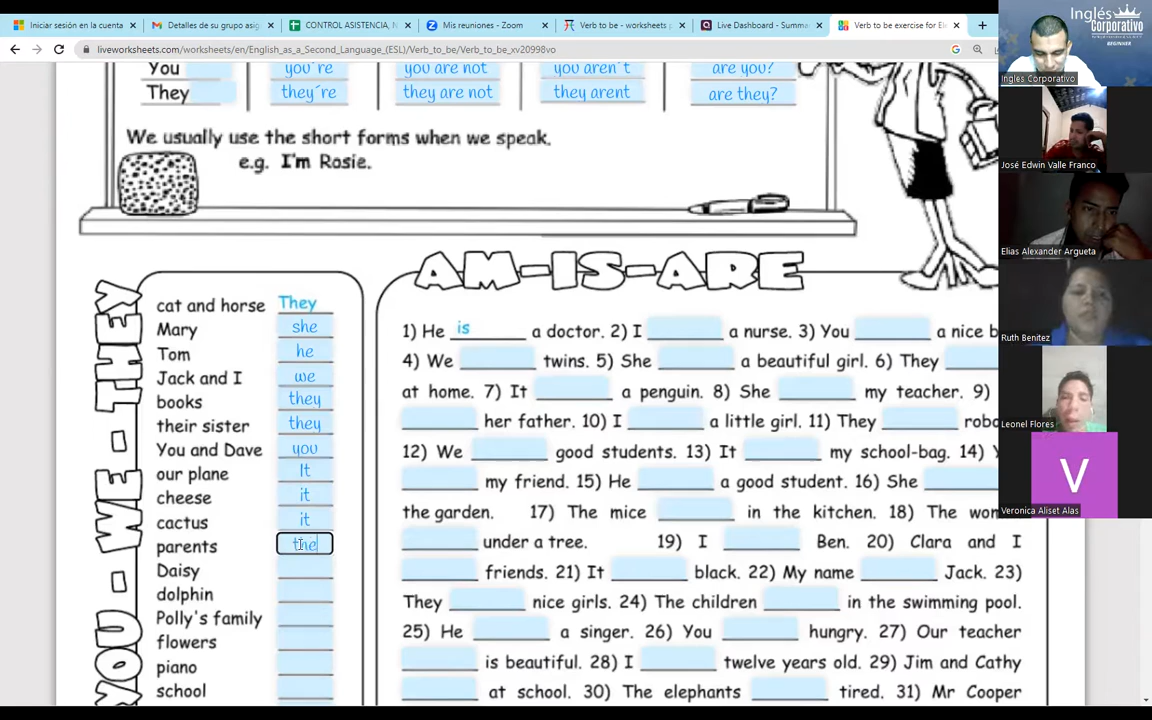 Iniciar sesión en la cuenta
Detalles de su grupo asig
CONTROL ASISTENCIA, N
Mis reuniones - Zoom
Verb to be - worksheets p
Live Dashboard - Summa
Verb to be exercise for Ele
liveworksheets.com/worksheets/en/English_as_a_Second_Language_(ESL)/Verb_to_be/Verb_to_be_xv20998vo
You you´re you are not you aren´t are you?
They they´re they are not they arent are they?
We usually use the short forms when we speak.
e.g. I'm Rosie.
YOU - WE - THEY
cat and horse They
Mary she
Tom he
Jack and I we
books they
their sister they
You and Dave you
our plane It
cheese it
cactus it
parents the
Daisy
dolphin
Polly's family
flowers
piano
school
AM-IS-ARE
1) He is a doctor. 2) I a nurse. 3) You a nice b
4) We twins. 5) She a beautiful girl. 6) They
at home. 7) It a penguin. 8) She my teacher. 9)
her father. 10) I a little girl. 11) They robo
12) We good students. 13) It my school-bag. 14) Y
my friend. 15) He a good student. 16) She
the garden. 17) The mice in the kitchen. 18) The wom
under a tree. 19) I Ben. 20) Clara and I
friends. 21) It black. 22) My name Jack. 23)
They nice girls. 24) The children in the swimming pool.
25) He a singer. 26) You hungry. 27) Our teacher
is beautiful. 28) I twelve years old. 29) Jim and Cathy
at school. 30) The elephants tired. 31) Mr Cooper
Inglés
Corporativo
BEGINNER
Ingles Corporativo
José Edwin Valle Franco
Elias Alexander Argueta
Ruth Benitez
Leonel Flores
V
Veronica Aliset Alas